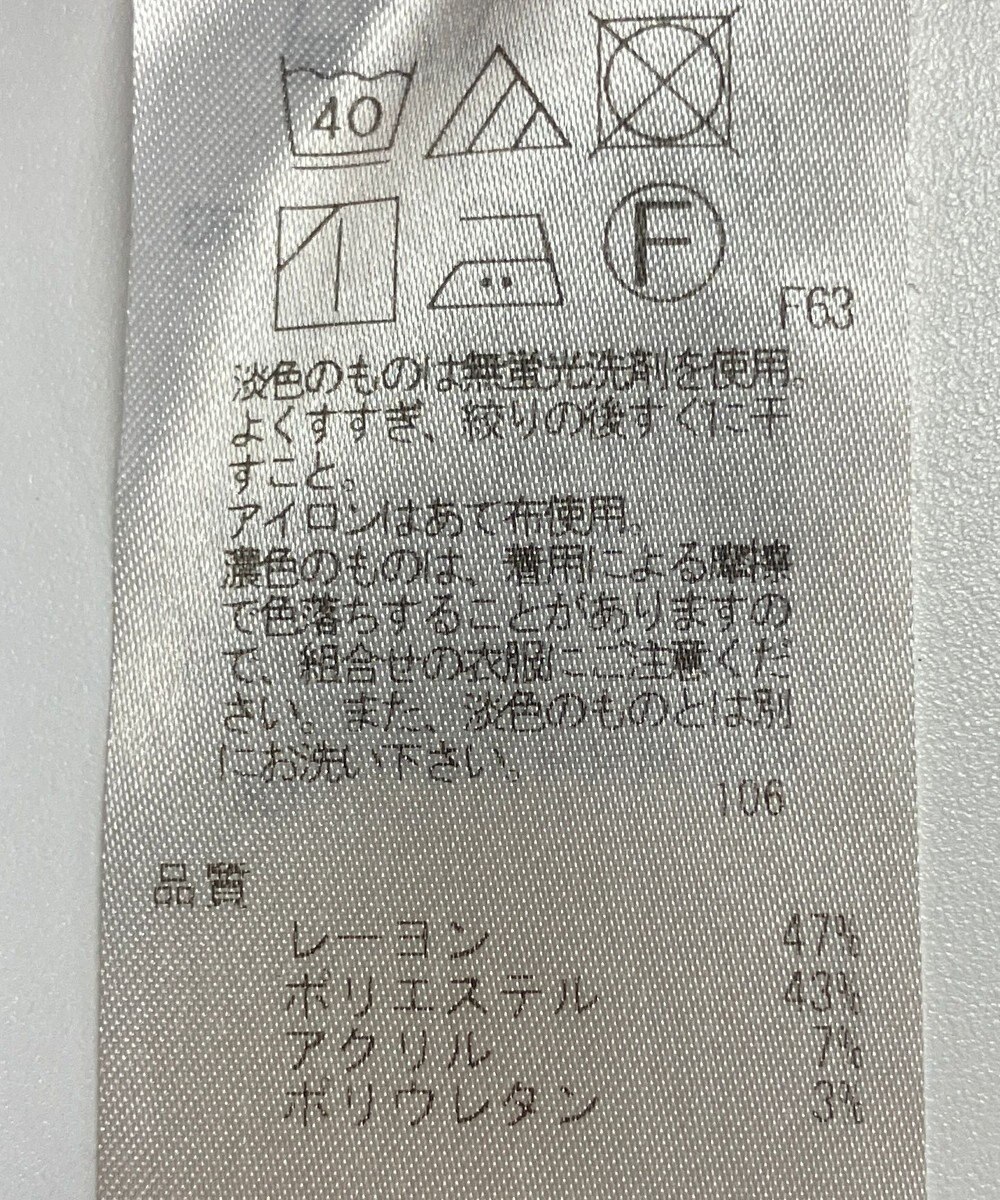 40
F
F63
淡色のものは無蛍光洗剤を使用。
よくすすぎ、絞りの後すぐに干
すこと。
アイロンはあて布使用。
濃色のものは、着用による摩擦
で色落ちすることがありますの
で、組合せの衣服にご注意くだ
さい。また、淡色のものとは別
にお洗い下さい。
106
品質
レーヨン 47%
ポリエステル 43%
アクリル 7%
ポリウレタン 3%